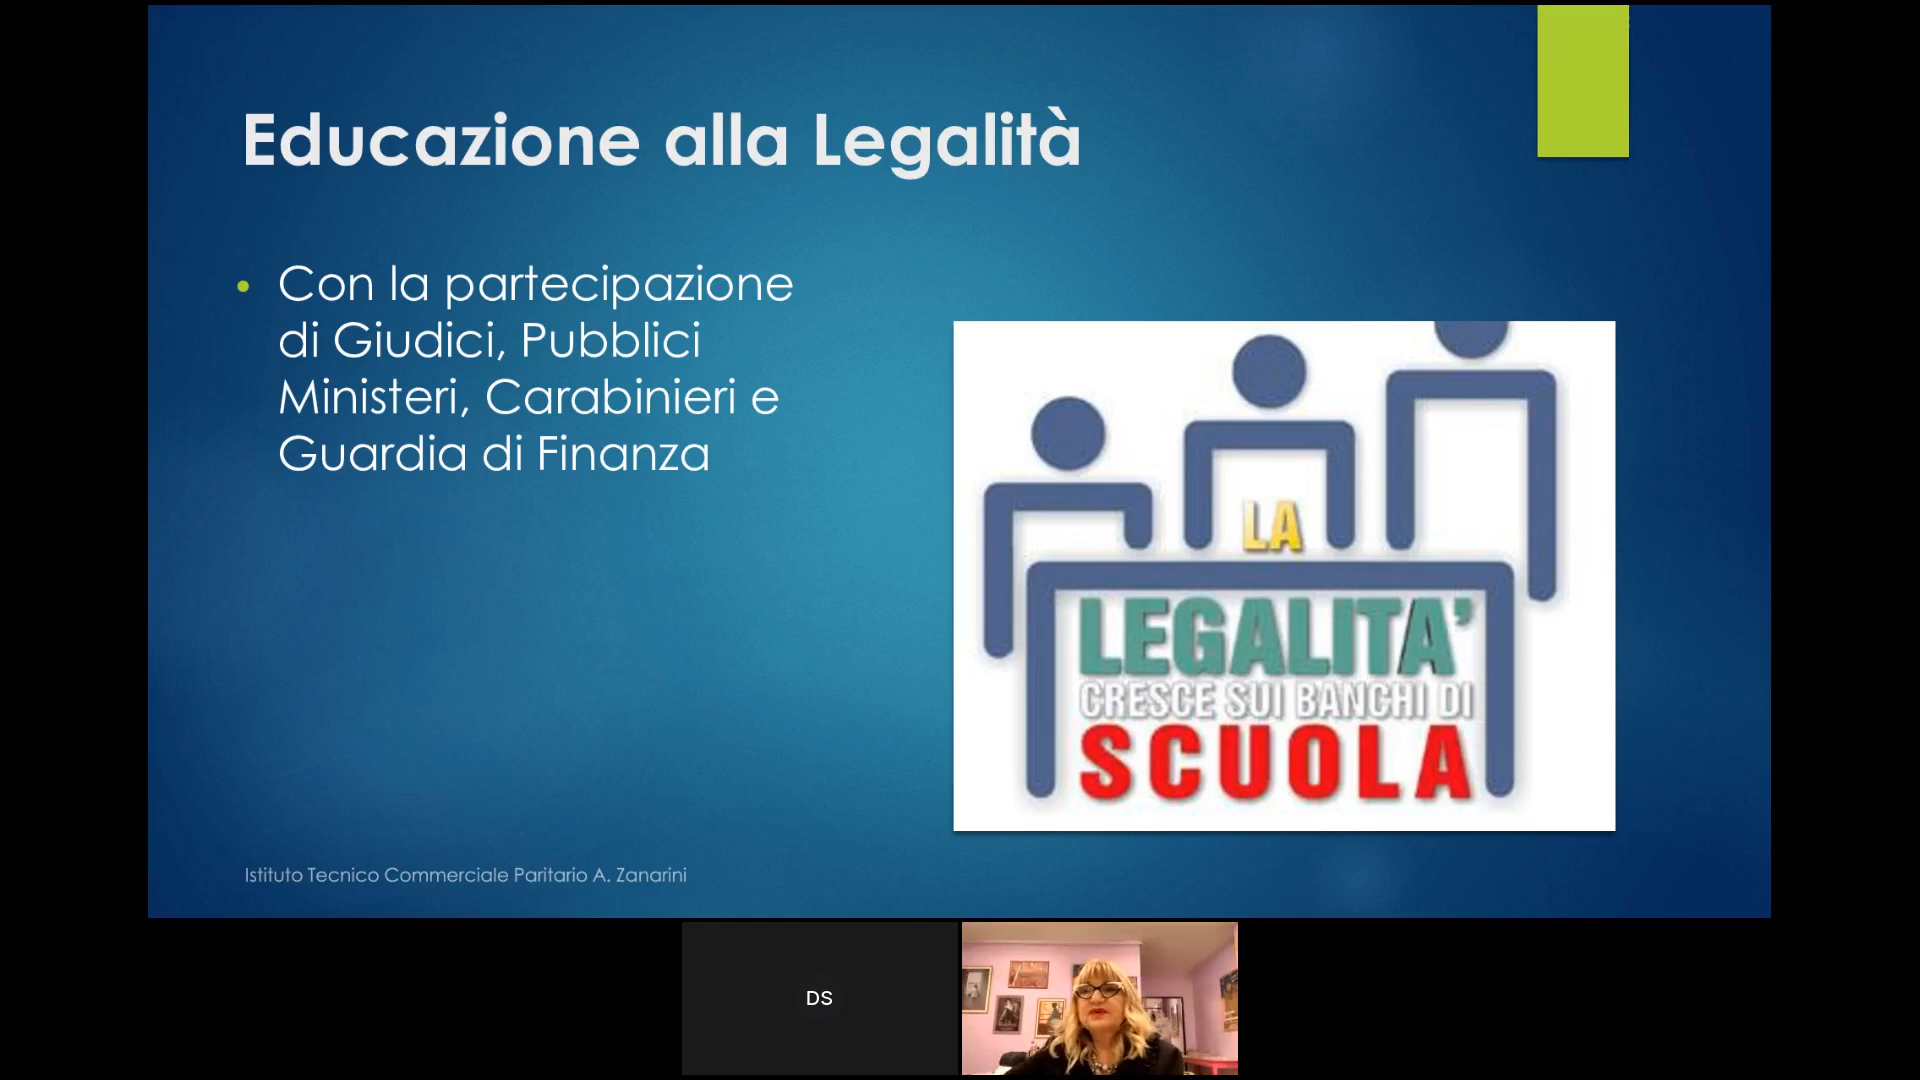 Educazione alla Legalità
• Con la partecipazione
di Giudici, Pubblici
Ministeri, Carabinieri e
Guardia di Finanza
LA
LEGALITA’
CRESCE SUI BANCHI DI
SCUOLA
Istituto Tecnico Commerciale Paritario A. Zanarini
DS